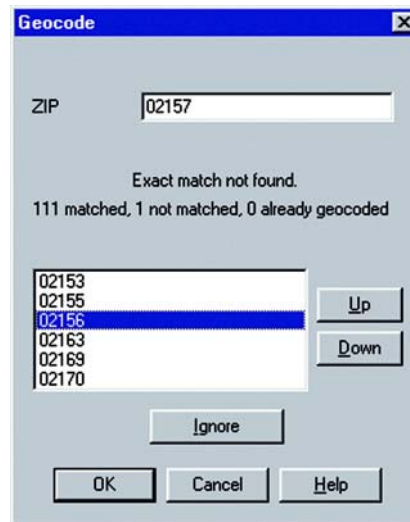 Geocode
ZIP 02157
Exact match not found.
111 matched, 1 not matched, 0 already geocoded
02153
02155
02156
02163
02169
02170
Up
Down
Ignore
OK Cancel Help